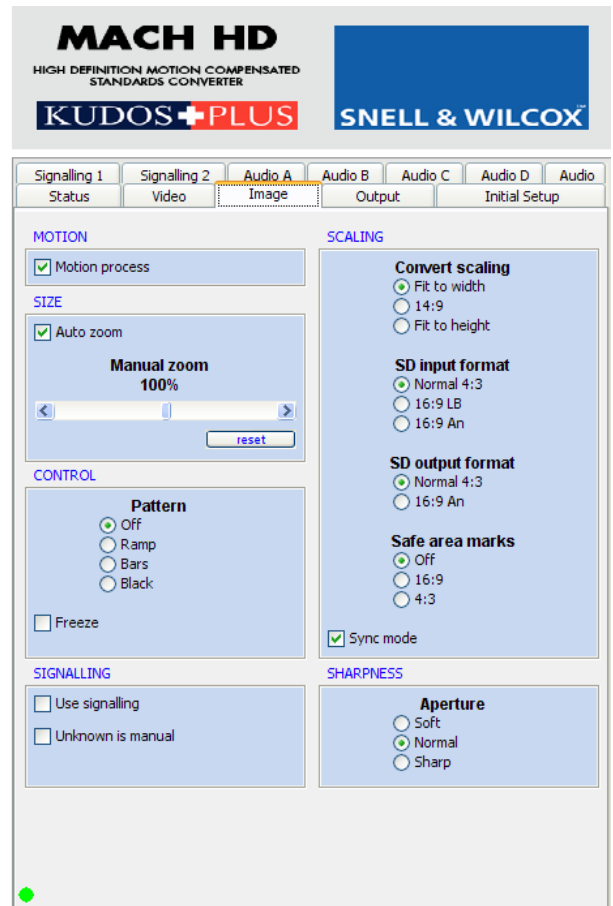 MACH HD
HIGH DEFINITION MOTION COMPENSATED
STANDARDS CONVERTER
KUDOS PLUS
SNELL & WILCOX™
Signalling 1 Signalling 2 Audio A Audio B Audio C Audio D Audio
Status Video Image Output Initial Setup
MOTION
Motion process
SIZE
Auto zoom
Manual zoom
100%
reset
CONTROL
Pattern
Off
Ramp
Bars
Black
Freeze
SIGNALLING
Use signalling
Unknown is manual
SCALING
Convert scaling
Fit to width
14:9
Fit to height
SD input format
Normal 4:3
16:9 LB
16:9 An
SD output format
Normal 4:3
16:9 An
Safe area marks
Off
16:9
4:3
Sync mode
SHARPNESS
Aperture
Soft
Normal
Sharp